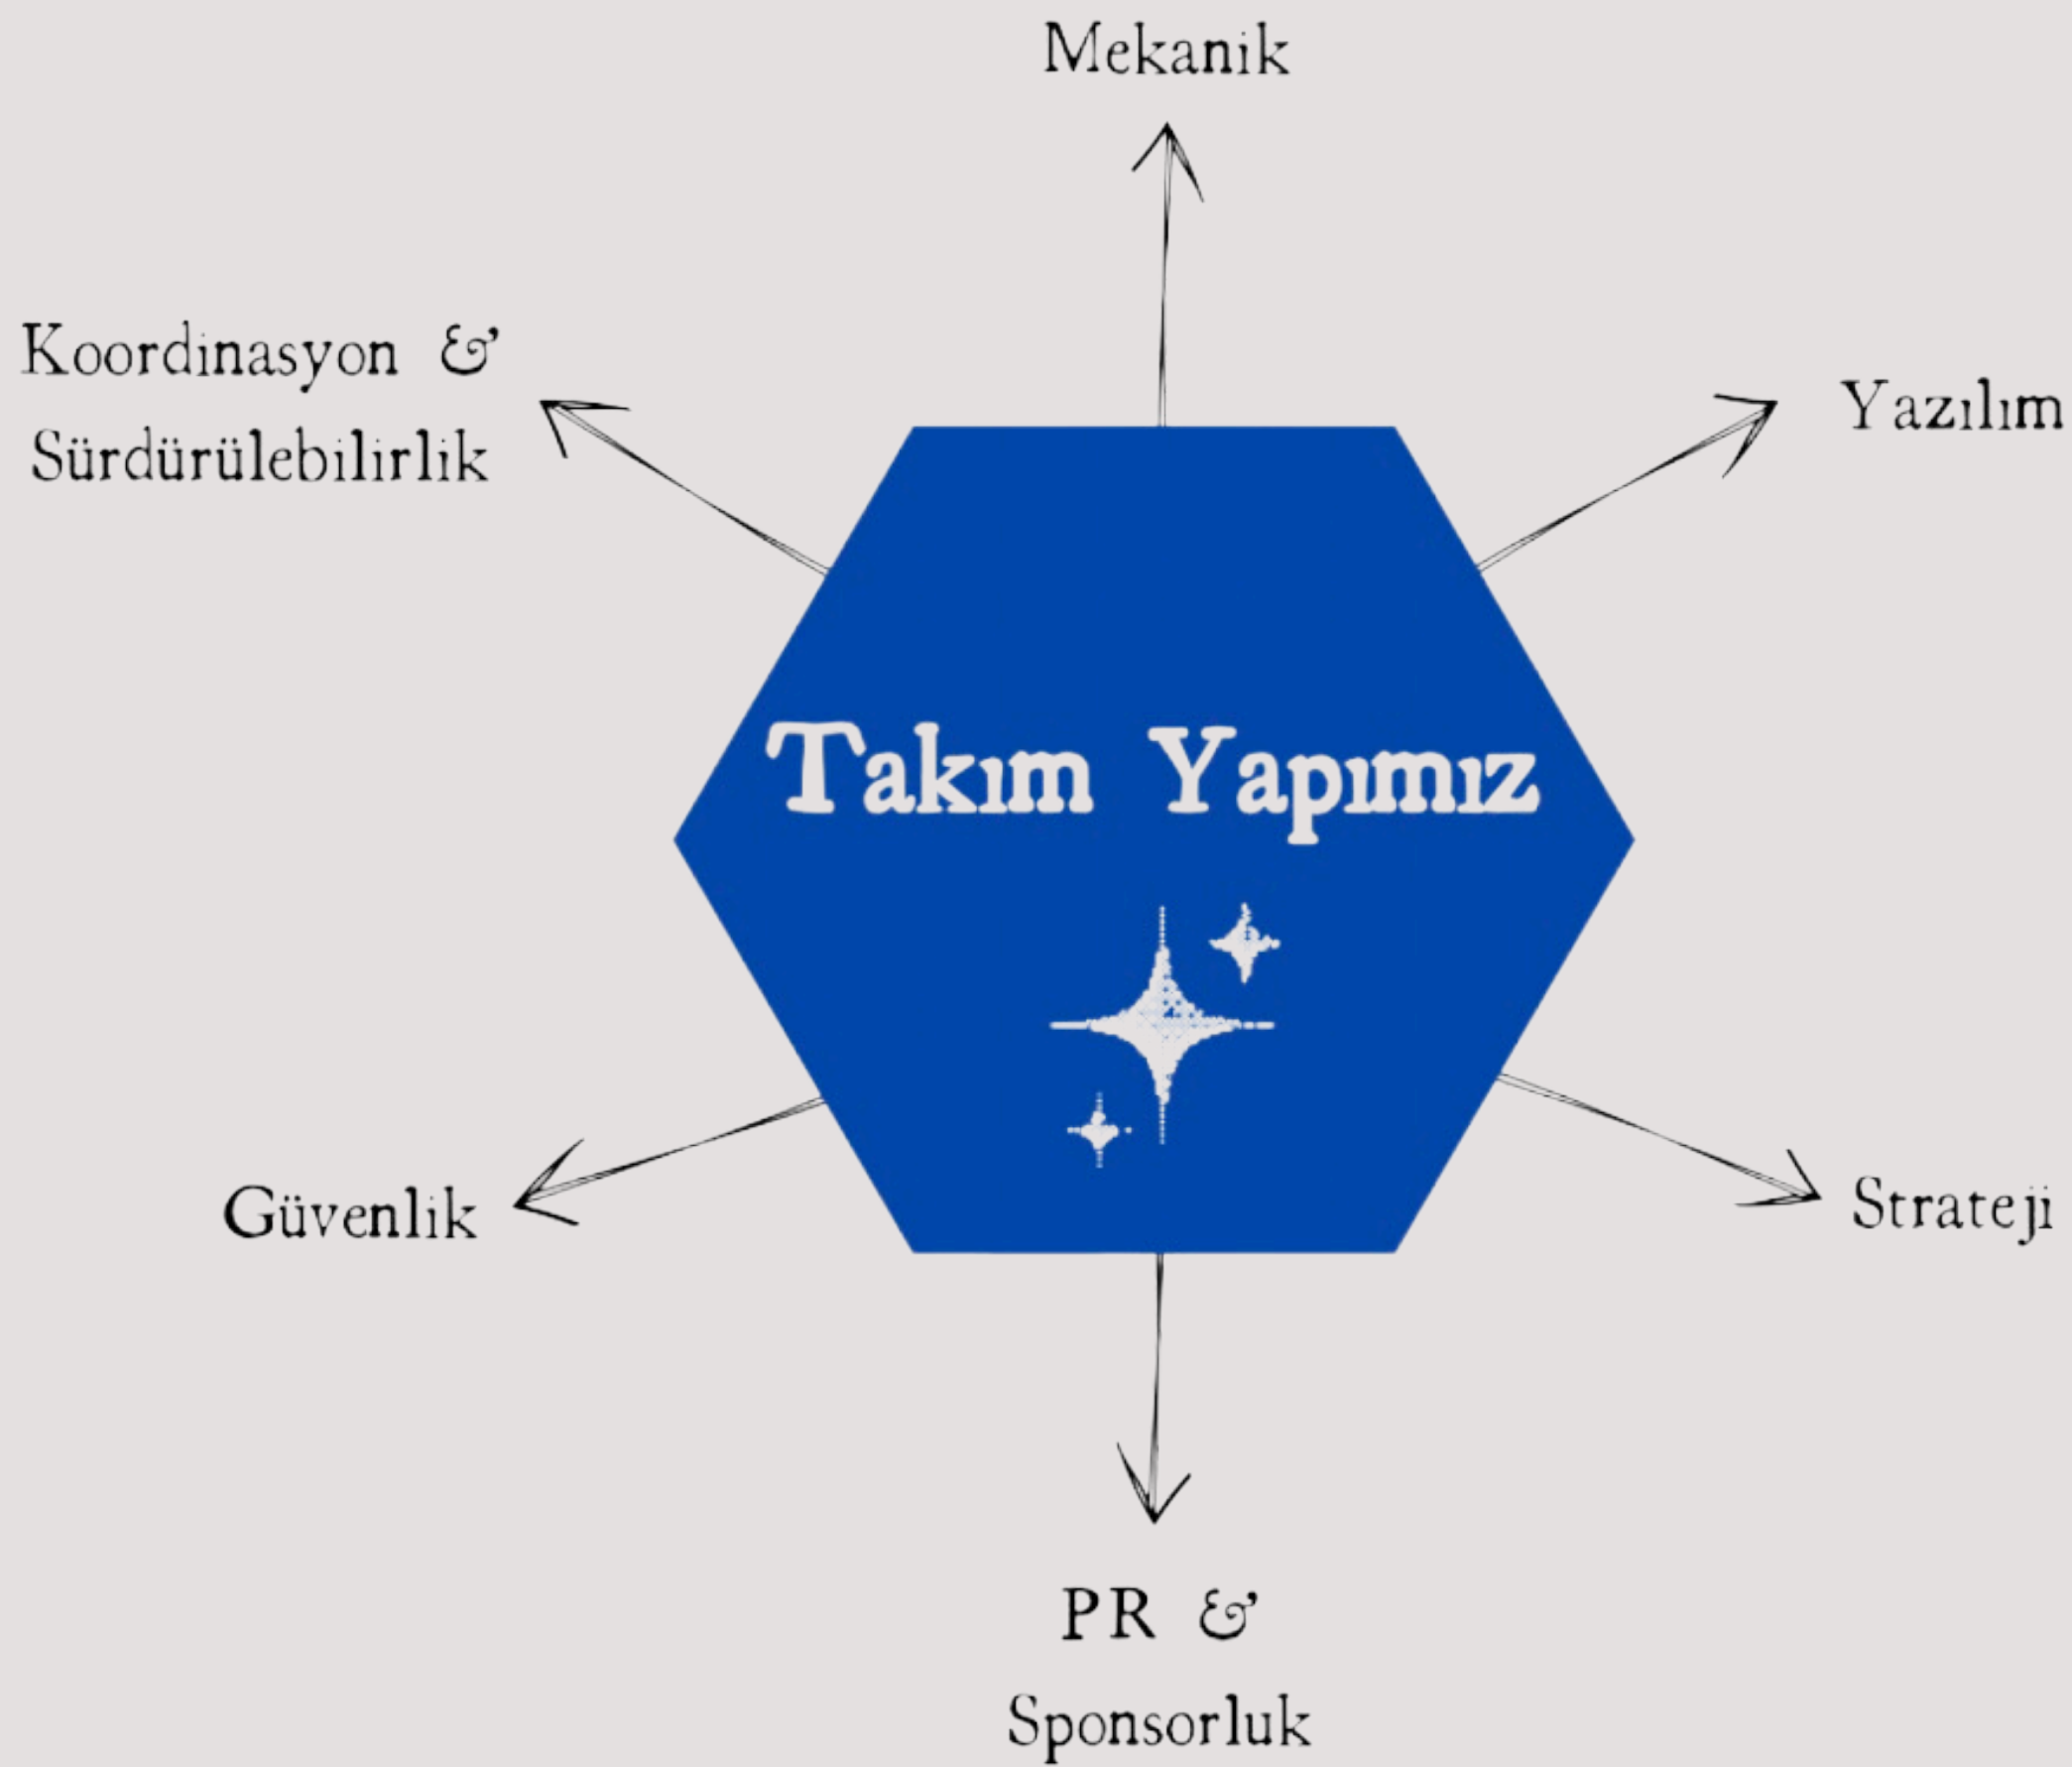 Mekanik
Koordinasyon &
Sürdürülebilirlik
Yazılım
Takım Yapımız
Güvenlik
Strateji
PR &
Sponsorluk